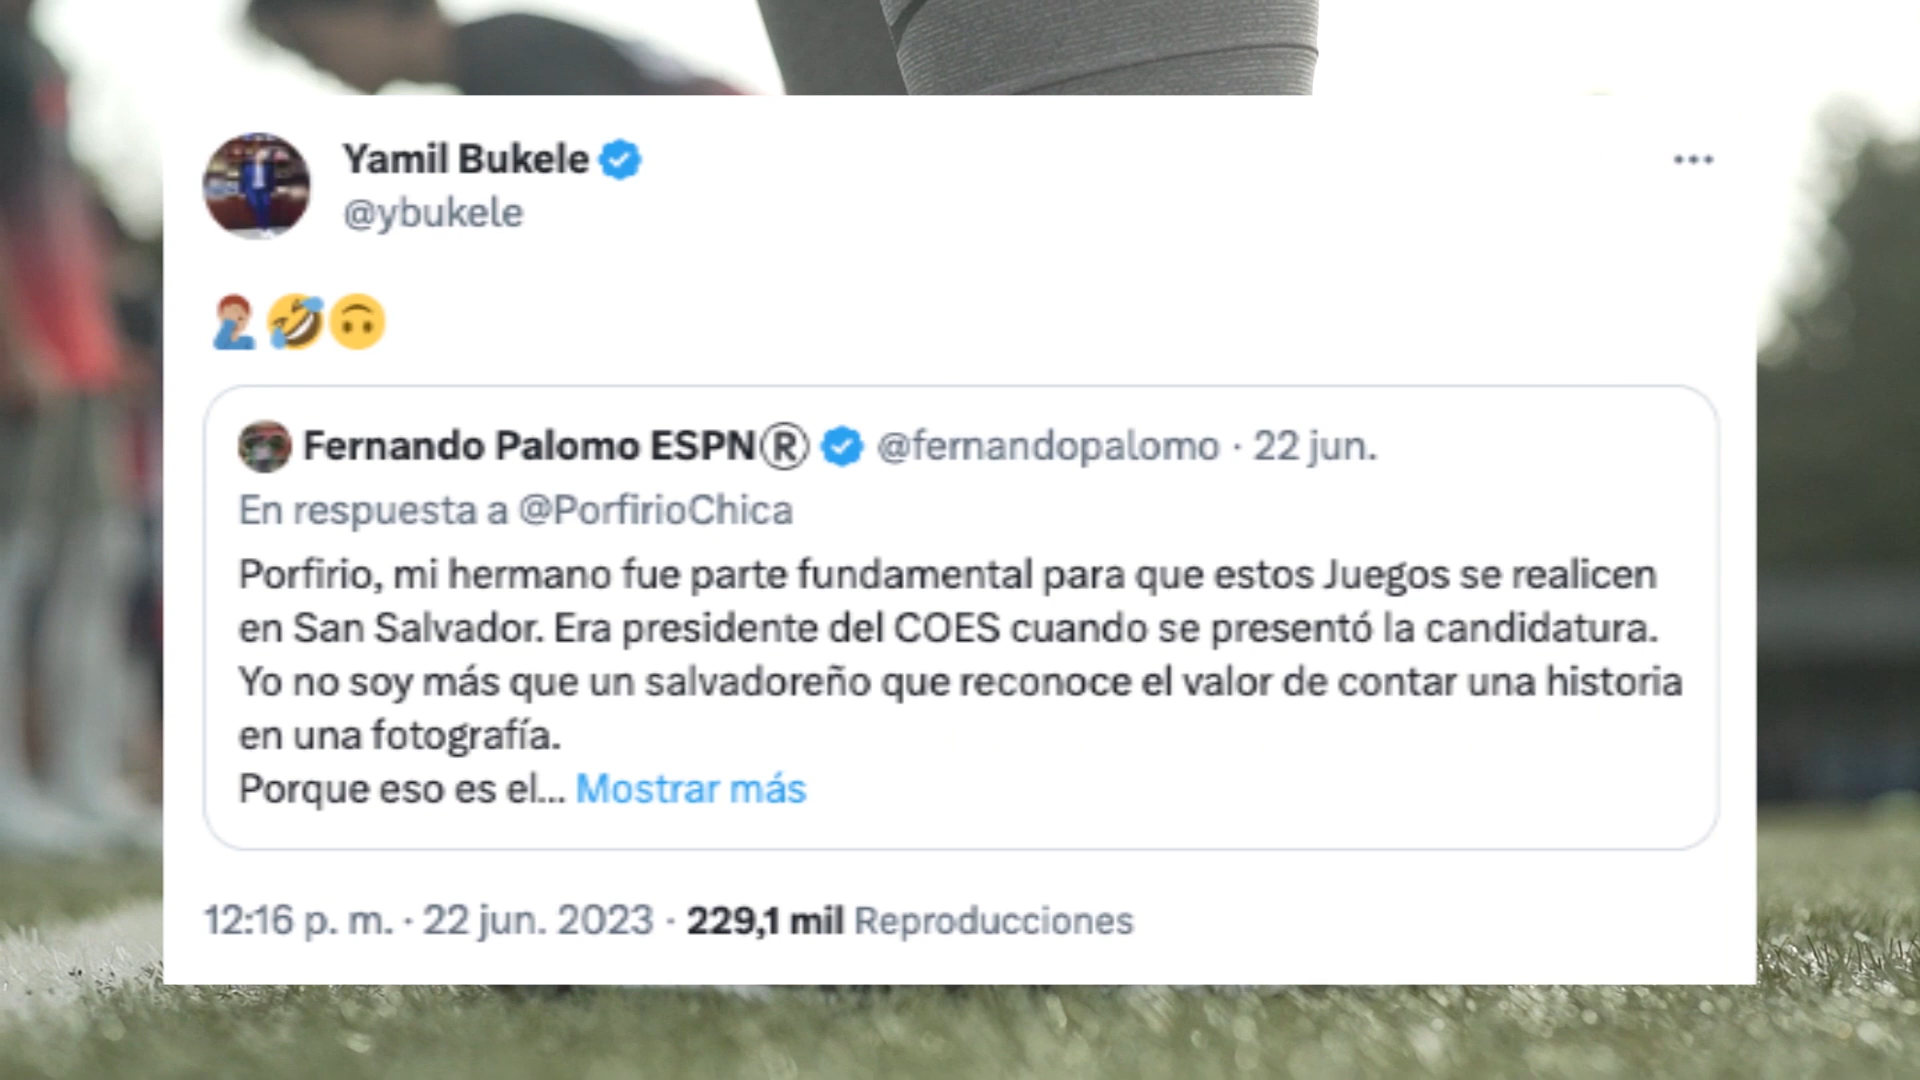 Yamil Bukele
@ybukele
🤦🏽‍♂️🤣🙃
Fernando Palomo ESPNⓇ @fernandopalomo · 22 jun.
En respuesta a @PorfirioChica
Porfirio, mi hermano fue parte fundamental para que estos Juegos se realicen
en San Salvador. Era presidente del COES cuando se presentó la candidatura.
Yo no soy más que un salvadoreño que reconoce el valor de contar una historia
en una fotografía.
Porque eso es el... Mostrar más
12:16 p. m. · 22 jun. 2023 · 229,1 mil Reproducciones